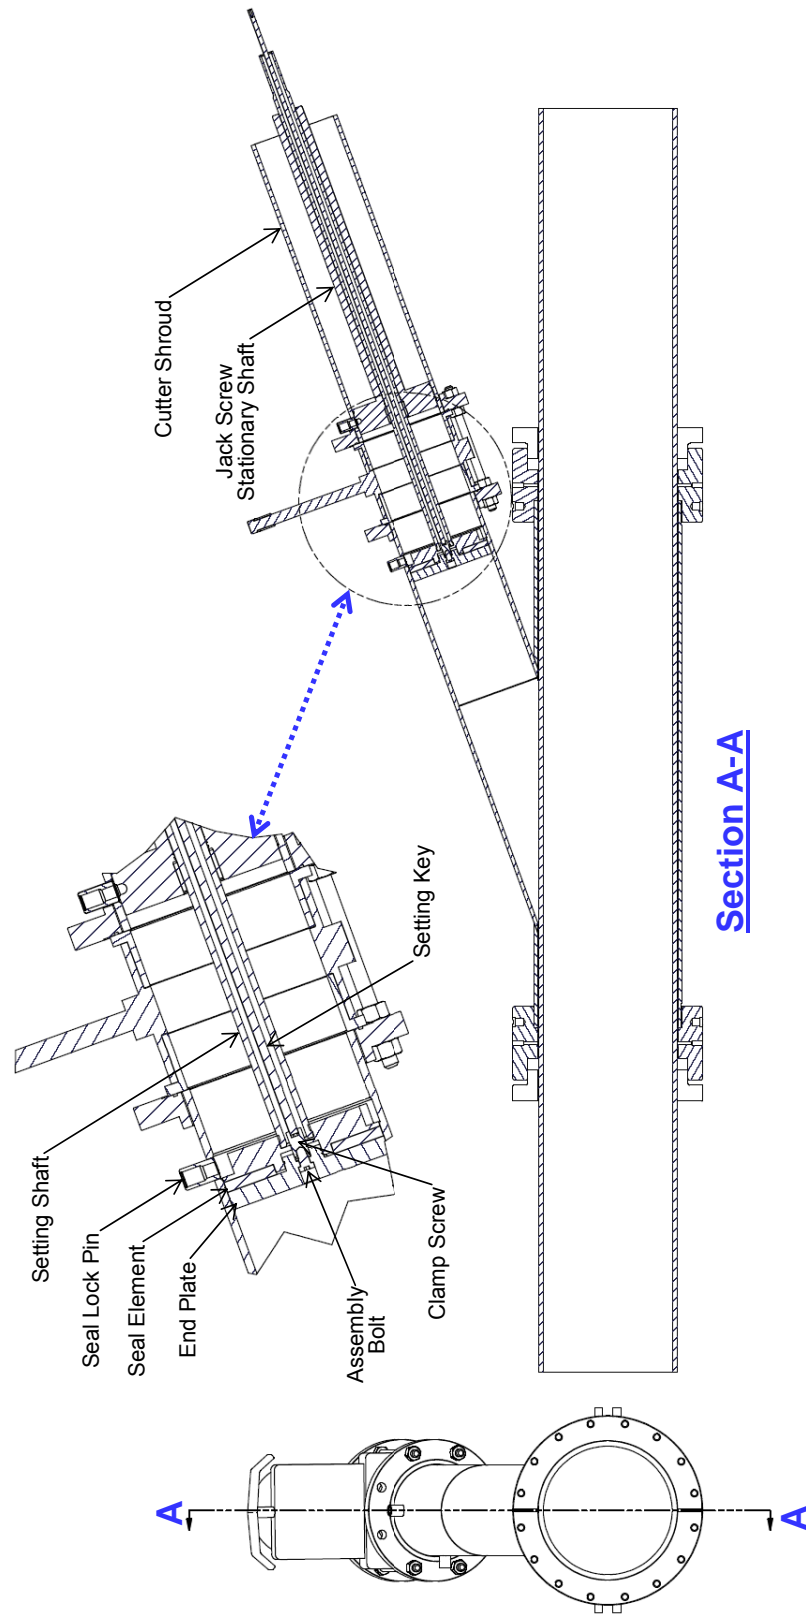 Cutter Shroud
Jack Screw
Stationary Shaft
Setting Shaft
Seal Lock Pin
Seal Element
End Plate
Assembly
Bolt
Clamp Screw
Setting Key
Section A-A
A
A